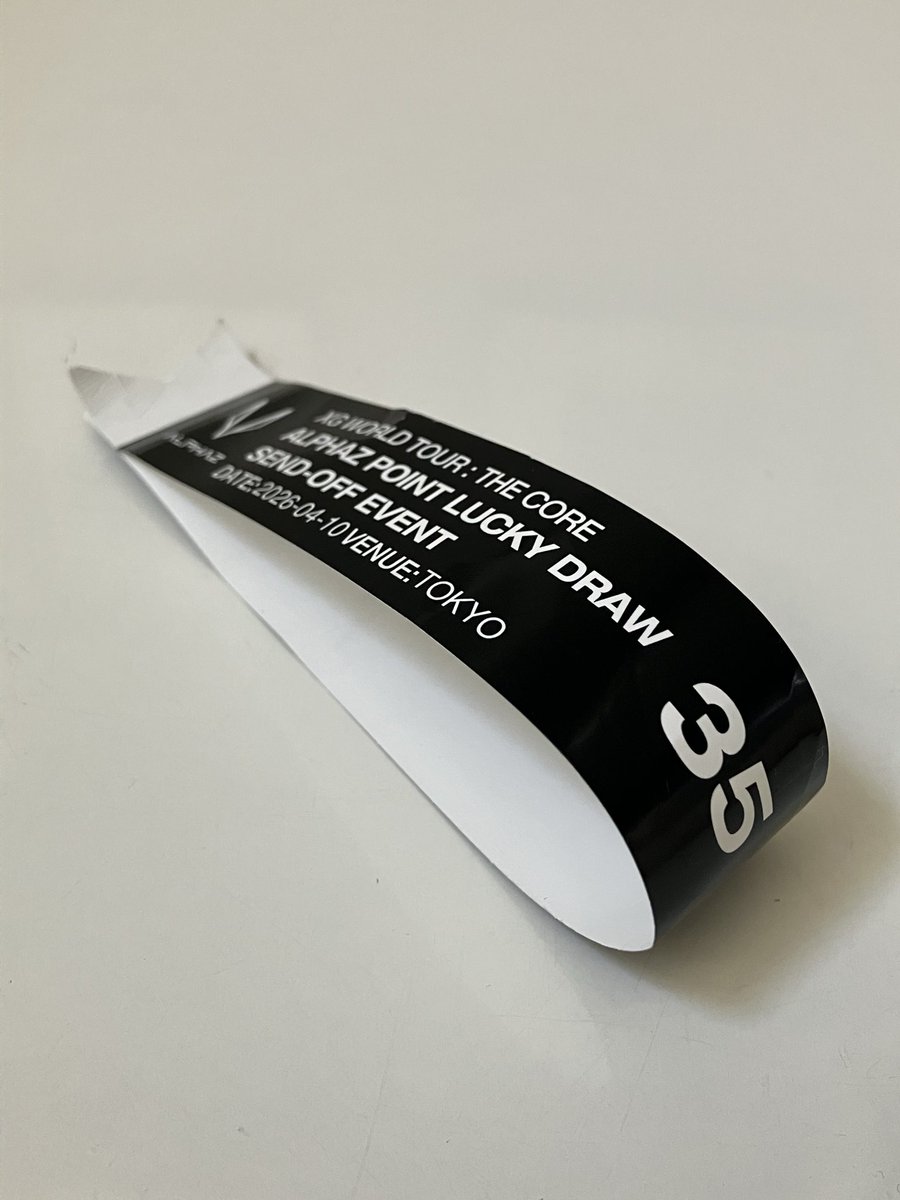 ALPHAZ
XG WORLD TOUR : THE CORE
ALPHAZ POINT LUCKY DRAW
SEND-OFF EVENT
DATE:2026-04-10 VENUE:TOKYO
35